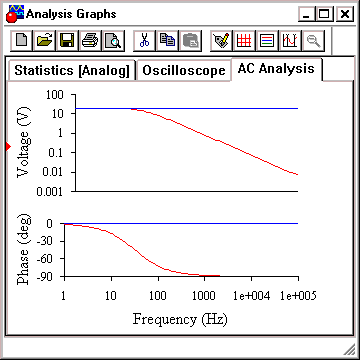 Analysis Graphs
Statistics [Analog] Oscilloscope AC Analysis
Voltage (V)
100
10
1
0.1
0.01
0.001
Phase (deg)
0
-30
-60
-90
1 10 100 1000 1e+004 1e+005
Frequency (Hz)